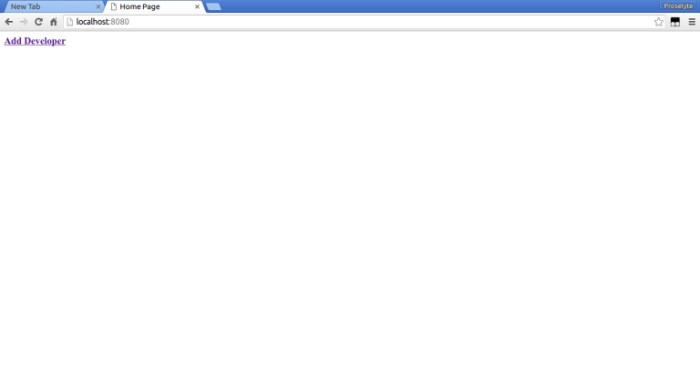 New Tab
Home Page
Proselyte
localhost:8080
Add Developer